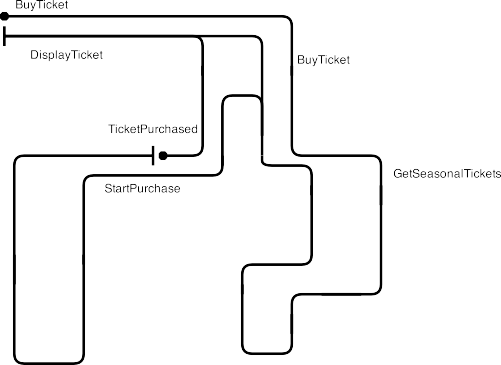 BuyTicket
DisplayTicket
BuyTicket
TicketPurchased
GetSeasonalTickets
StartPurchase